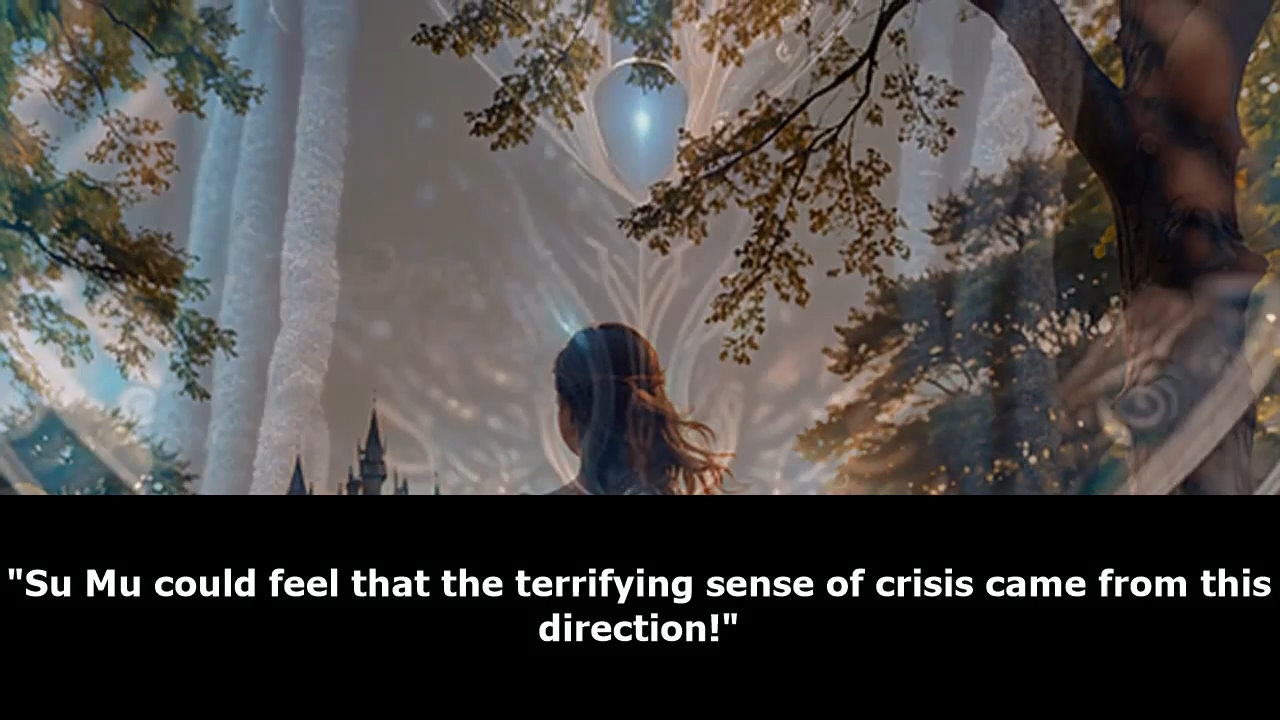 "Su Mu could feel that the terrifying sense of crisis came from this
direction!"